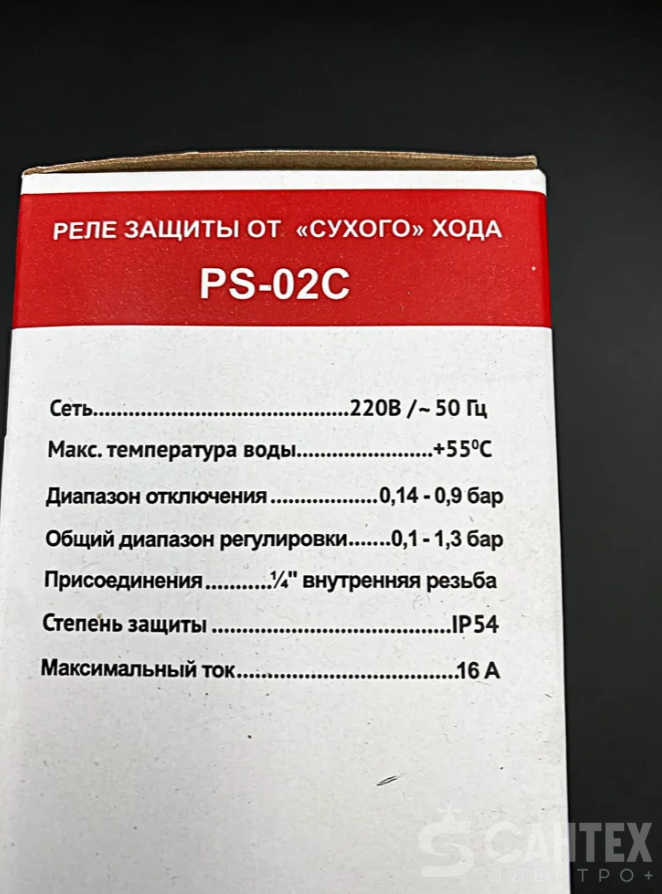 РЕЛЕ ЗАЩИТЫ ОТ «СУХОГО» ХОДА
PS-02C
Сеть...........................................220В /~ 50 Гц
Макс. температура воды.......................+55⁰С
Диапазон отключения ..................0,14 - 0,9 бар
Общий диапазон регулировки.......0,1 - 1,3 бар
Присоединения ...........¼" внутренняя резьба
Степень защиты ........................................IP54
Максимальный ток.....................................16 А
САНТЕХ
ЭЛЕКТРО+